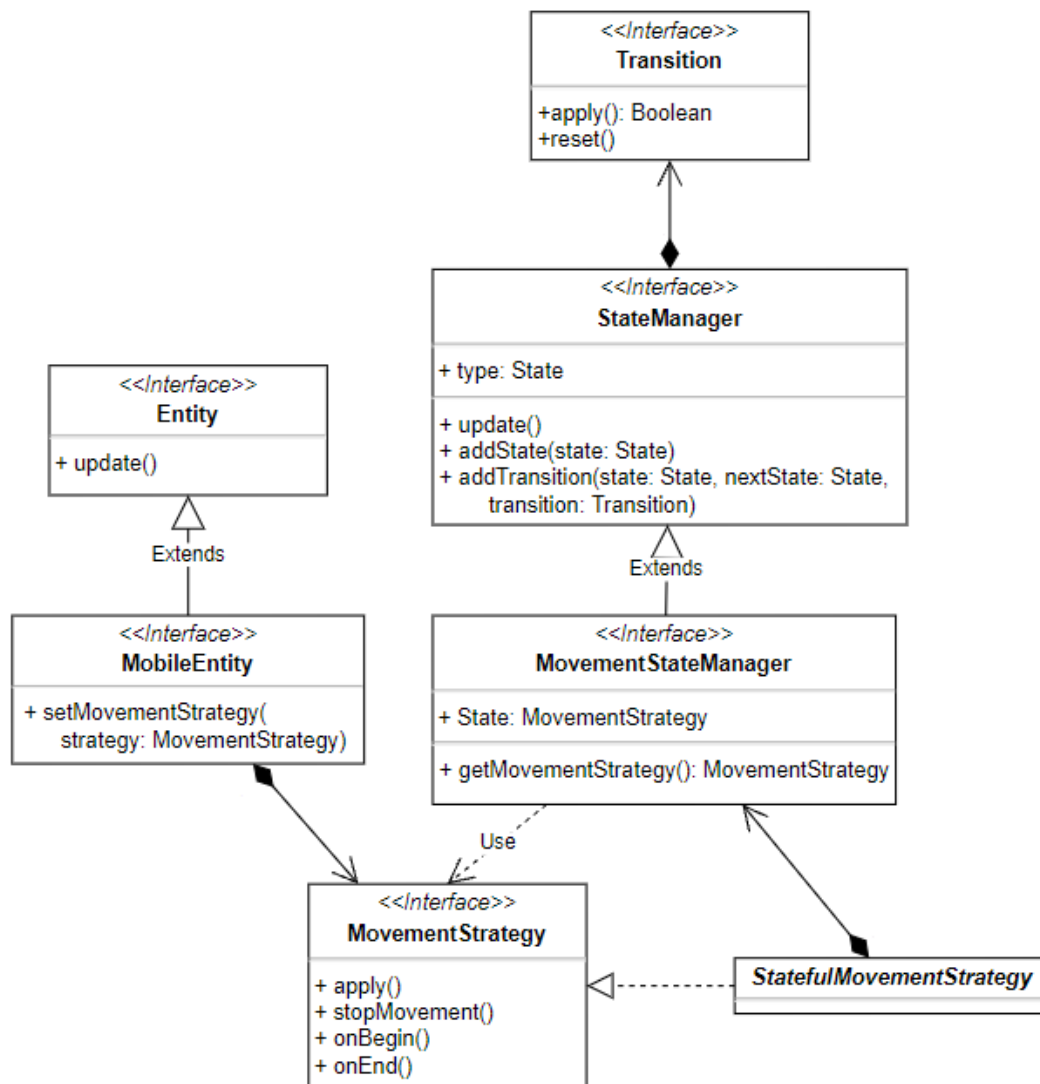 <<Interface>>
Transition
+apply(): Boolean
+reset()
<<Interface>>
StateManager
+ type: State
+ update()
+ addState(state: State)
+ addTransition(state: State, nextState: State,
transition: Transition)
<<Interface>>
Entity
+ update()
Extends
Extends
<<Interface>>
MobileEntity
+ setMovementStrategy(
strategy: MovementStrategy)
<<Interface>>
MovementStateManager
+ State: MovementStrategy
+ getMovementStrategy(): MovementStrategy
Use
<<Interface>>
MovementStrategy
+ apply()
+ stopMovement()
+ onBegin()
+ onEnd()
StatefulMovementStrategy